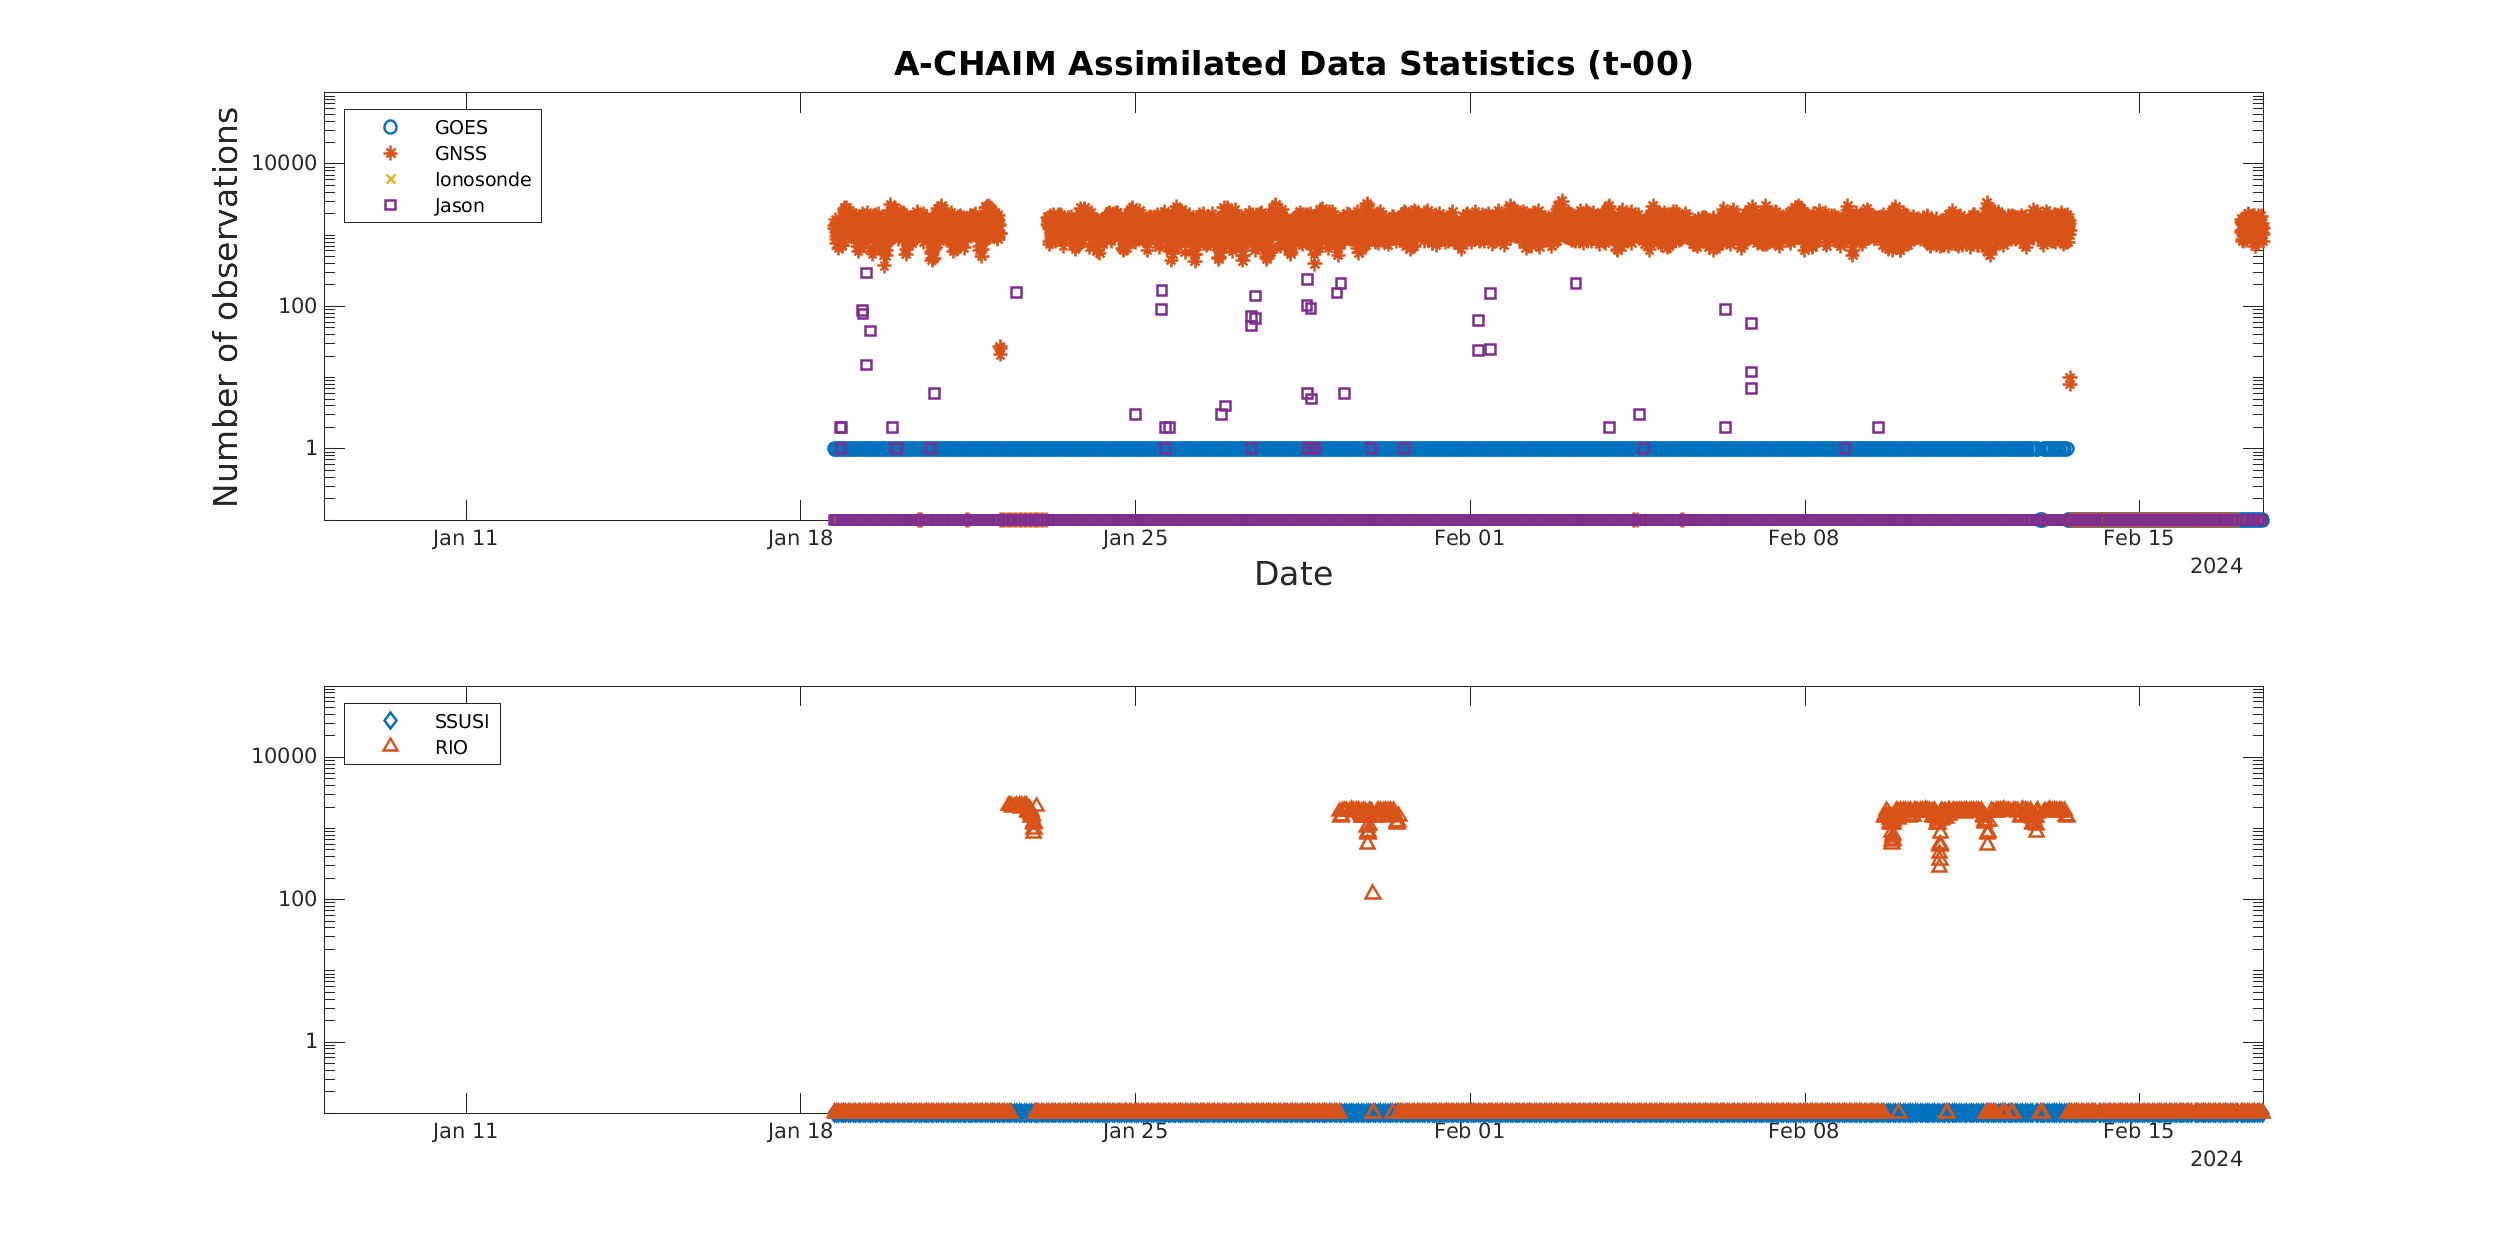 A-CHAIM Assimilated Data Statistics (t-00)
Number of observations
10000
100
1
GOES
GNSS
Ionosonde
Jason
Jan 11
Jan 18
Jan 25
Feb 01
Feb 08
Feb 15
2024
Date
10000
100
1
SSUSI
RIO
Jan 11
Jan 18
Jan 25
Feb 01
Feb 08
Feb 15
2024